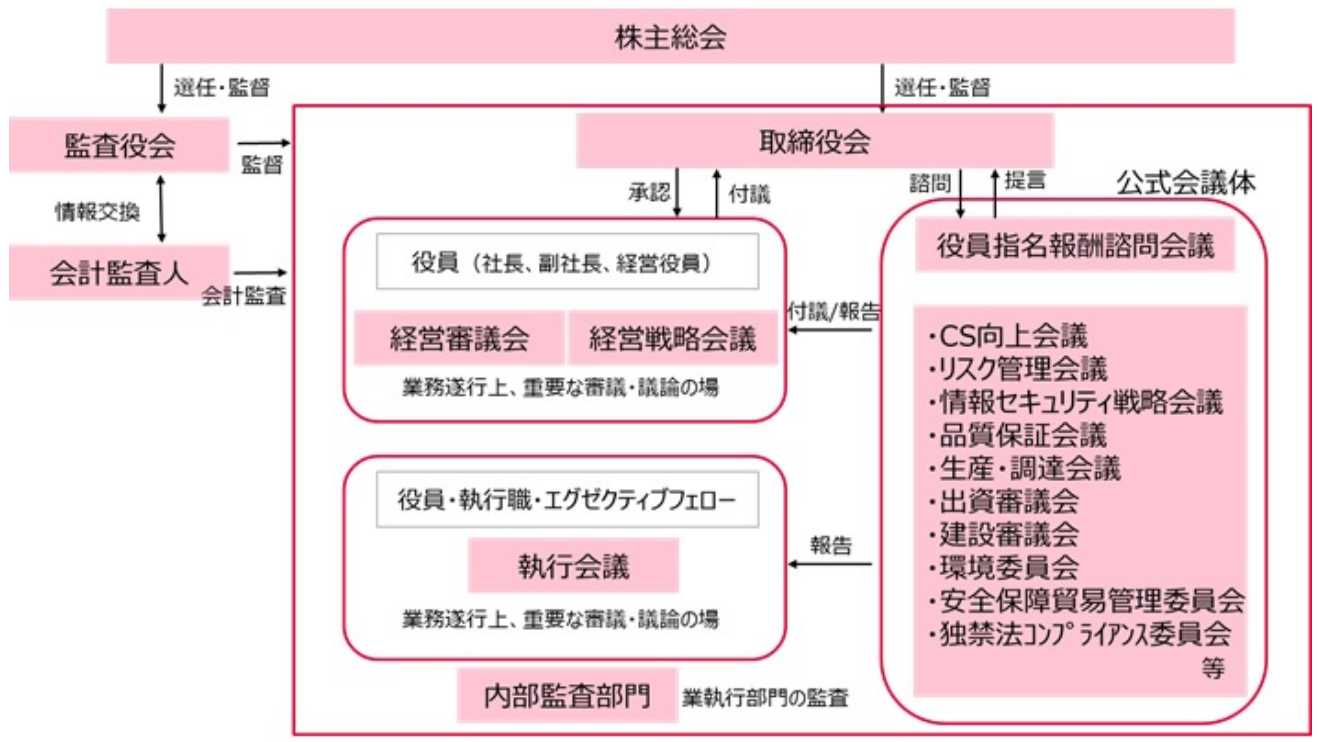 株主総会
選任・監督
選任・監督
監査役会
監督
取締役会
情報交換
承認
付議
諮問
提言
公式会議体
会計監査人
会計監査
役員（社長、副社長、経営役員）
役員指名報酬諮問会議
経営審議会
経営戦略会議
業務遂行上、重要な審議・議論の場
付議/報告
・CS向上会議
・リスク管理会議
・情報セキュリティ戦略会議
・品質保証会議
・生産・調達会議
・出資審議会
・建設審議会
・環境委員会
・安全保障貿易管理委員会
・独禁法ｺﾝﾌﾟﾗｲｱﾝｽ委員会
等
役員・執行職・エグゼクティブフェロー
執行会議
業務遂行上、重要な審議・議論の場
報告
内部監査部門
業執行部門の監査